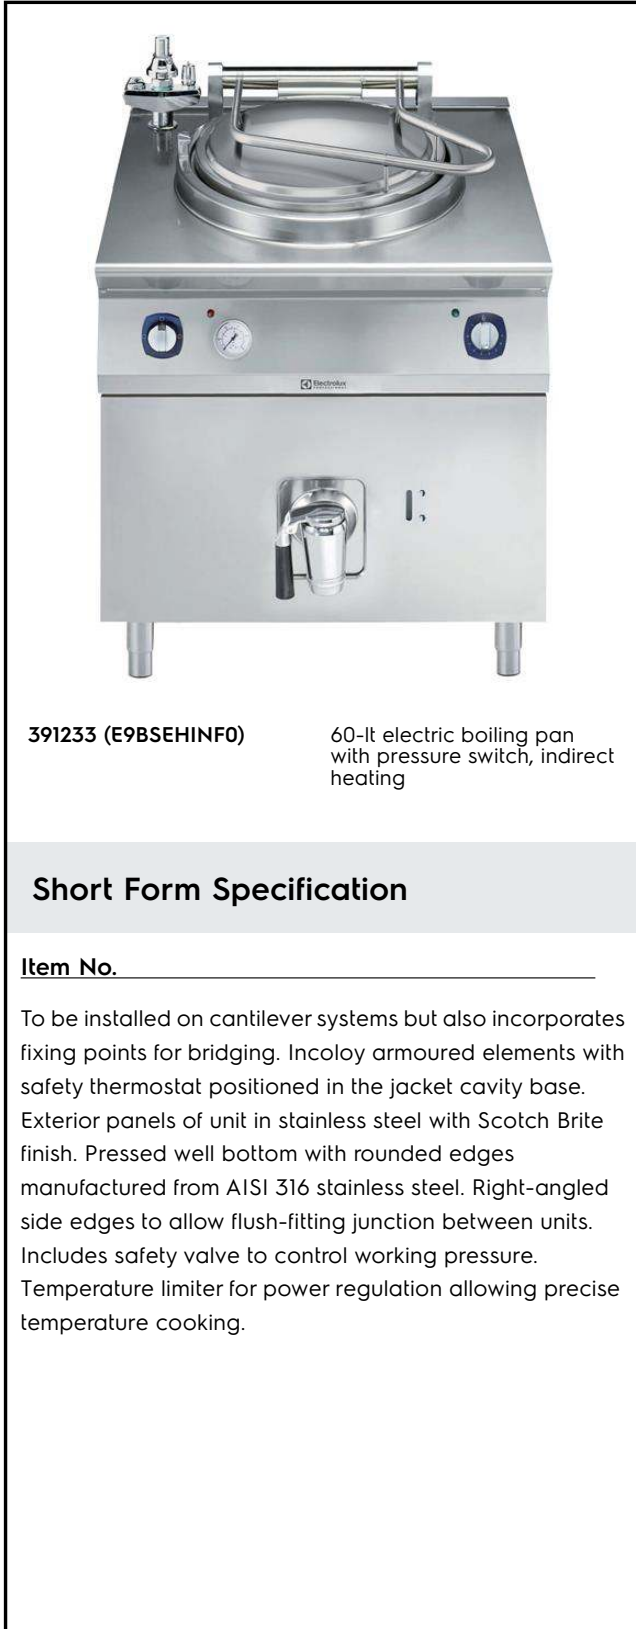 Electrolux
PROFESSIONAL
391233 (E9BSEHINF0)
60-lt electric boiling pan
with pressure switch, indirect
heating
Short Form Specification
Item No.
To be installed on cantilever systems but also incorporates
fixing points for bridging. Incoloy armoured elements with
safety thermostat positioned in the jacket cavity base.
Exterior panels of unit in stainless steel with Scotch Brite
finish. Pressed well bottom with rounded edges
manufactured from AISI 316 stainless steel. Right-angled
side edges to allow flush-fitting junction between units.
Includes safety valve to control working pressure.
Temperature limiter for power regulation allowing precise
temperature cooking.